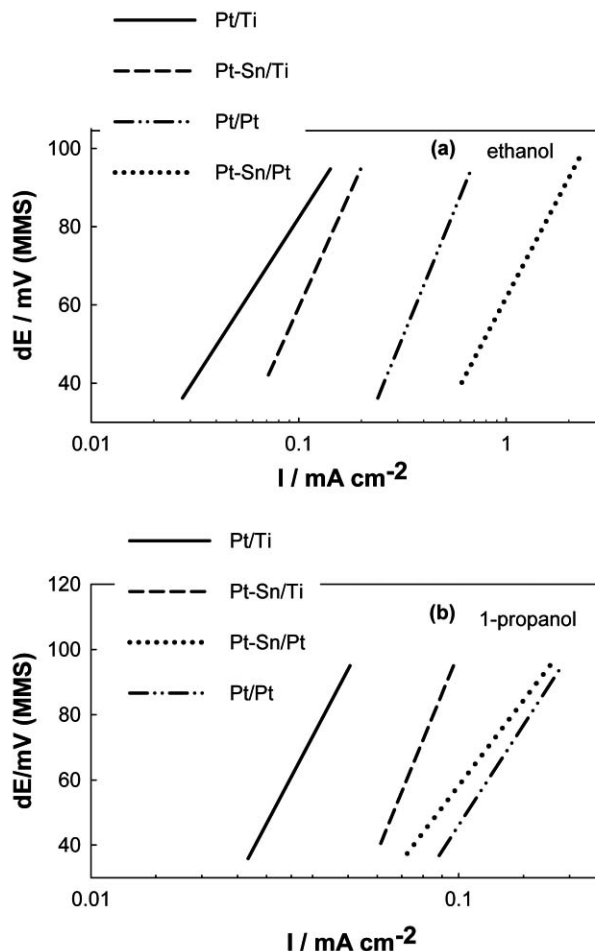 Pt/Ti
Pt-Sn/Ti
Pt/Pt
Pt-Sn/Pt
(a) ethanol
100
80
60
40
dE / mV (MMS)
0.01 0.1 1
I / mA cm-2
Pt/Ti
Pt-Sn/Ti
Pt-Sn/Pt
Pt/Pt
(b) 1-propanol
120
100
80
60
40
dE/mV (MMS)
0.01 0.1
I / mA cm-2